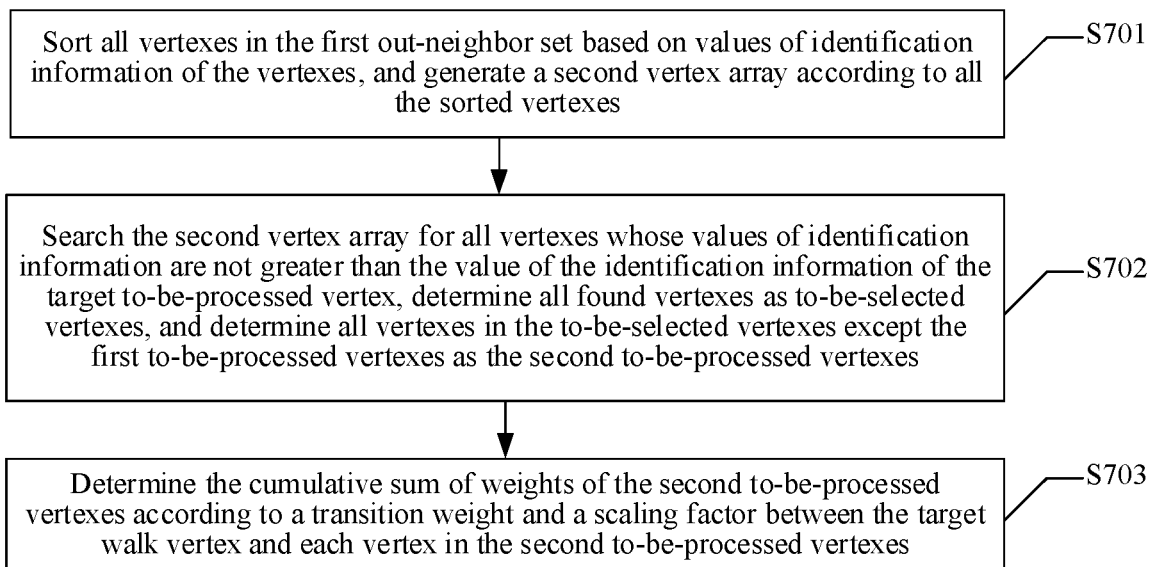 Sort all vertexes in the first out-neighbor set based on values of identification
information of the vertexes, and generate a second vertex array according to all
the sorted vertexes
S701
Search the second vertex array for all vertexes whose values of identification
information are not greater than the value of the identification information of the
target to-be-processed vertex, determine all found vertexes as to-be-selected
vertexes, and determine all vertexes in the to-be-selected vertexes except the
first to-be-processed vertexes as the second to-be-processed vertexes
S702
Determine the cumulative sum of weights of the second to-be-processed
vertexes according to a transition weight and a scaling factor between the target
walk vertex and each vertex in the second to-be-processed vertexes
S703